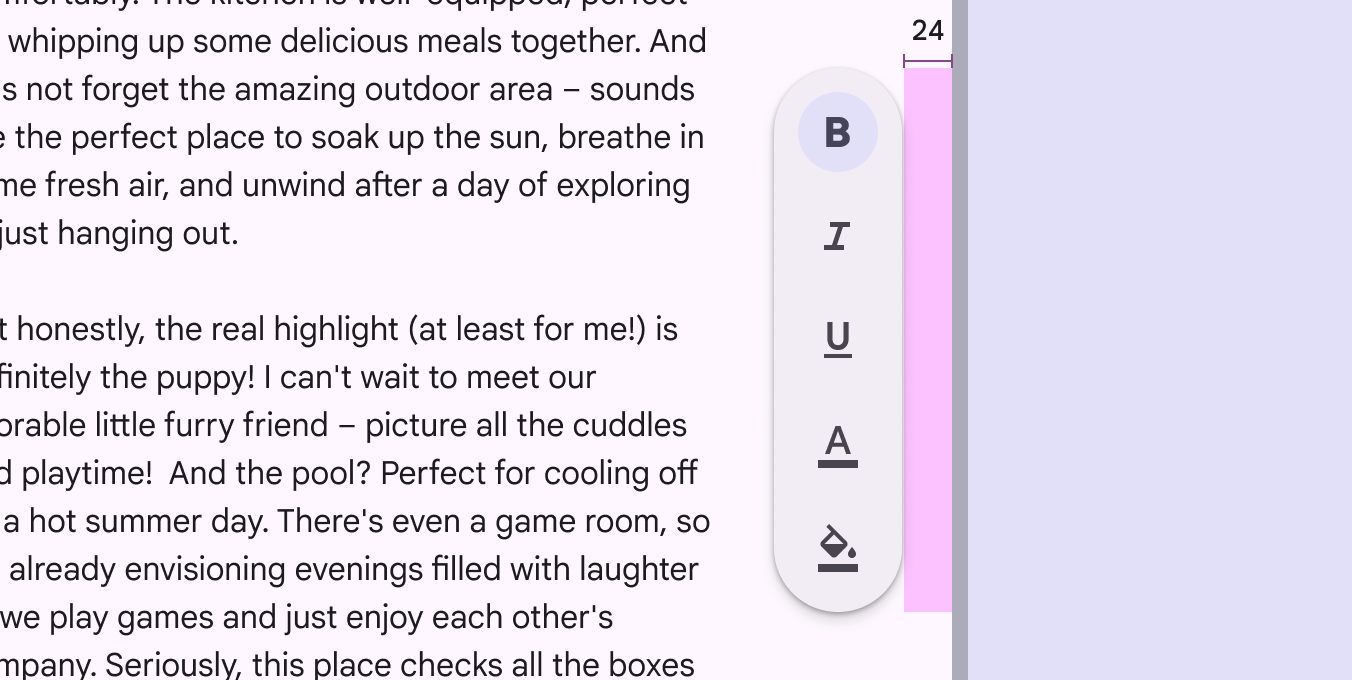 whipping up some delicious meals together. And
s not forget the amazing outdoor area – sounds
e the perfect place to soak up the sun, breathe in
me fresh air, and unwind after a day of exploring
just hanging out.
t honestly, the real highlight (at least for me!) is
finitely the puppy! I can't wait to meet our
orable little furry friend – picture all the cuddles
d playtime!  And the pool? Perfect for cooling off
a hot summer day. There's even a game room, so
already envisioning evenings filled with laughter
we play games and just enjoy each other's
mpany. Seriously, this place checks all the boxes
24
B
I
U
A